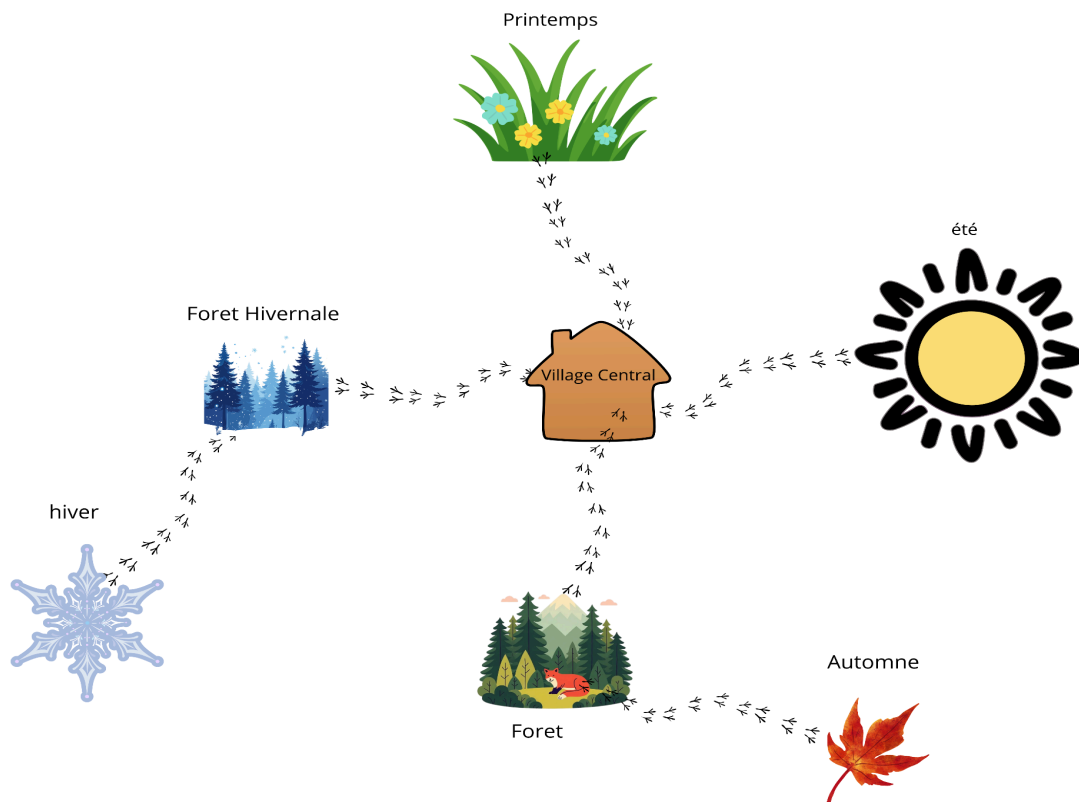 Printemps
été
Foret Hivernale
Village Central
hiver
Automne
Foret